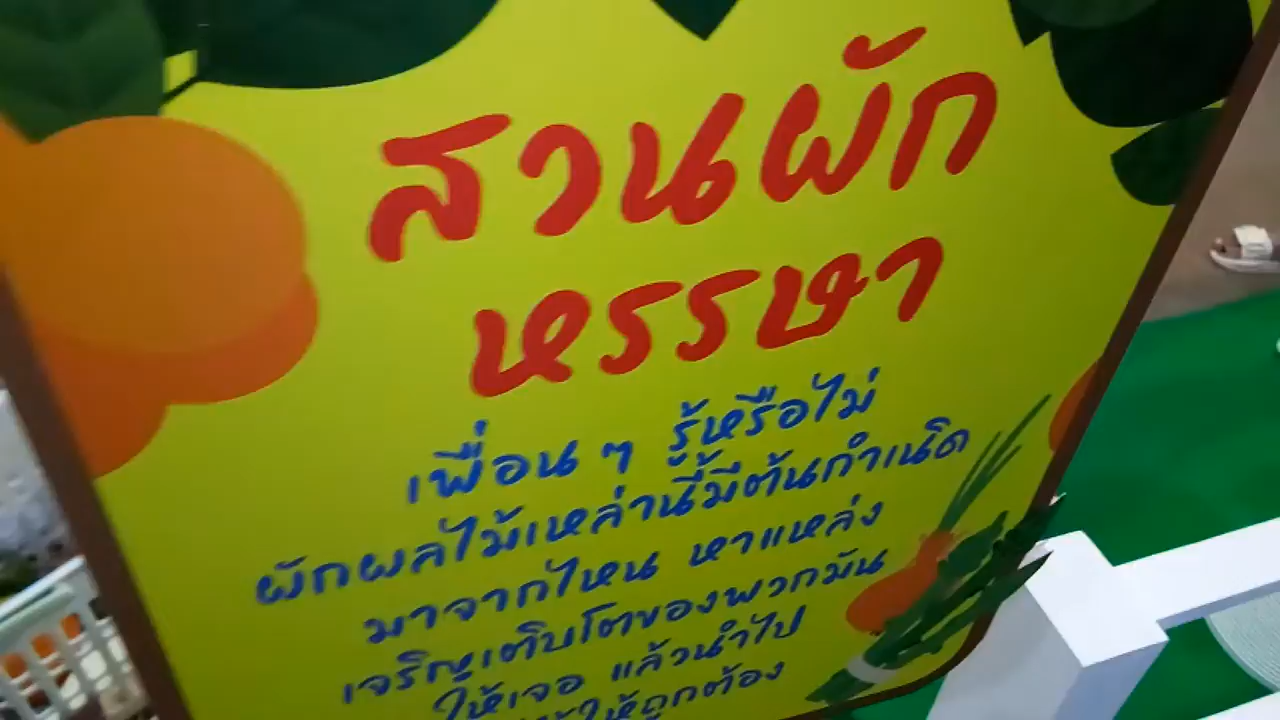 สวนผัก
หรรษา
เพื่อน ๆ รู้หรือไม่
ผักผลไม้เหล่านี้มีต้นกำเนิด
มาจากไหน หาแหล่ง
เจริญเติบโตของพวกมัน
ให้เจอ แล้วนำไป
ให้ถูกต้อง